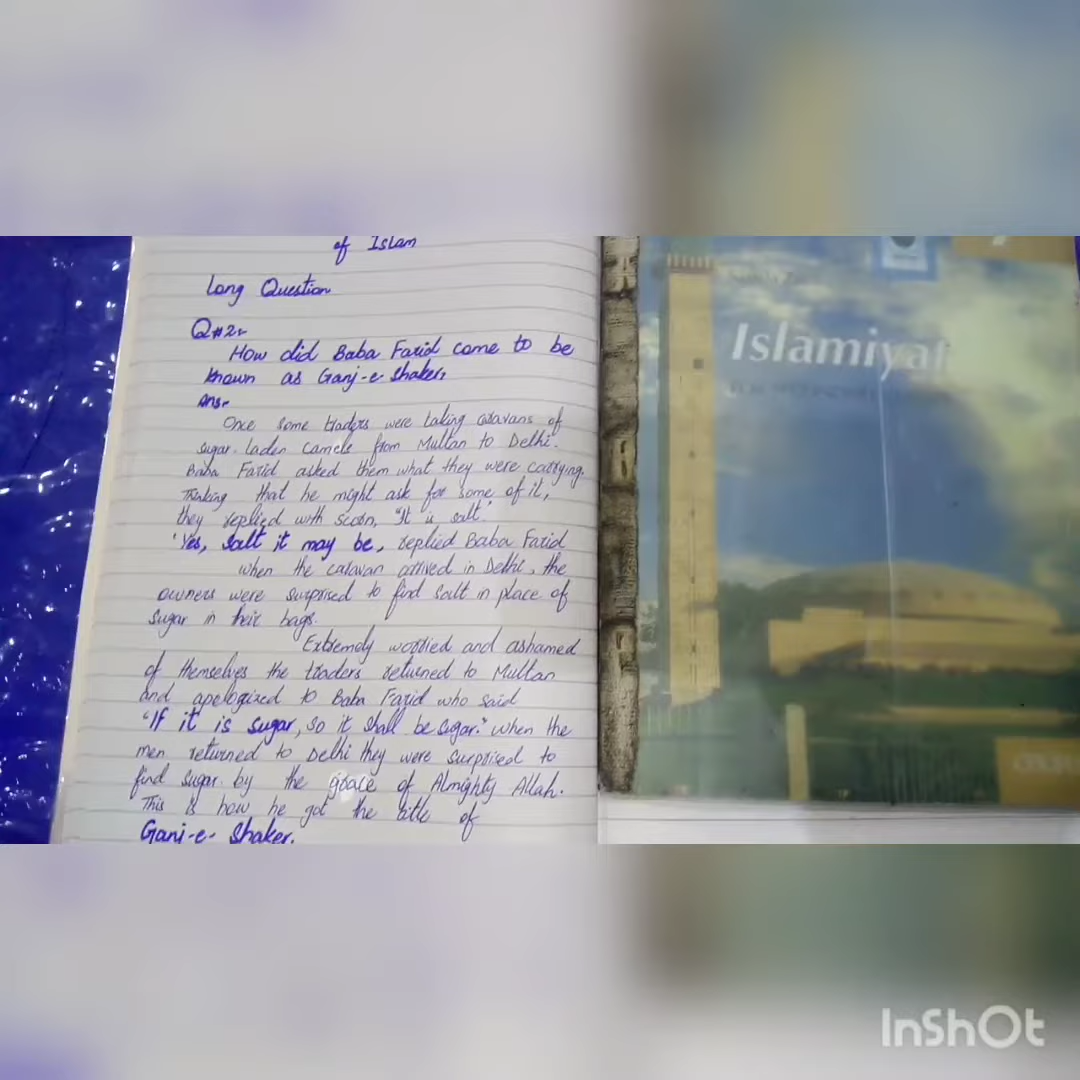 of Islam
Long Question
Q#2:-
How did Baba Farid come to be
known as Ganj-e-Shaker,
Ans:-
Once some traders were taking caravans of
sugar-laden camels from Multan to Delhi.
Baba Farid asked them what they were carrying.
Thinking that he might ask for some of it,
they replied with scorn, "It is salt."
"Yes, Salt it may be, replied Baba Farid
when the caravan arrived in Delhi, the
owners were surprised to find salt in place of
sugar in their bags.
Extremely worried and ashamed
of themselves the traders returned to Multan
and apologized to Baba Farid who said
"If it is sugar, so it shall be sugar." when the
men returned to Delhi they were surprised to
find sugar by the grace of Almighty Allah.
This is how he got the title of
Ganj-e-Shaker.
Islamiyat
InShOt